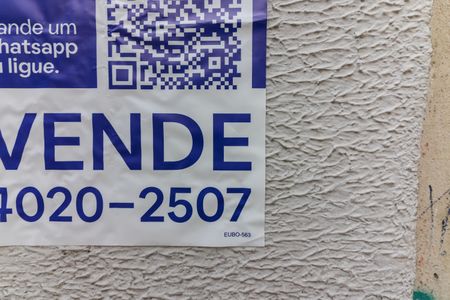 ande um
hatsapp
u ligue.
VENDE
4020-2507
EUBO-563